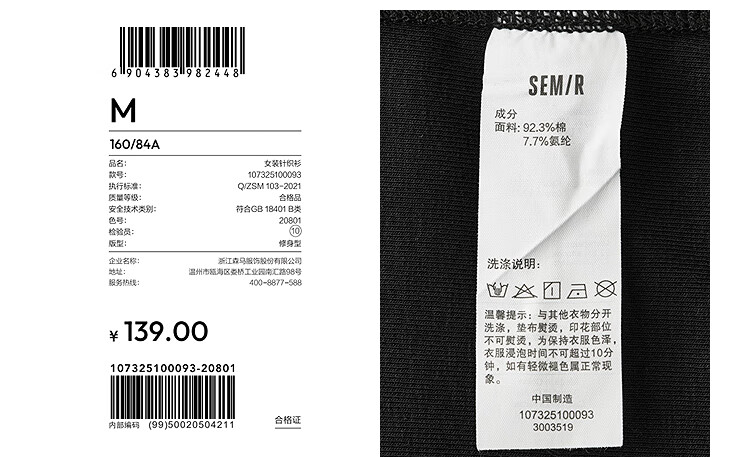 6 904383 982448
M
160/84A
品名: 女装针织衫
款号: 107325100093
执行标准: Q/ZSM 103-2021
质量等级: 合格品
安全技术类别: 符合GB 18401 B类
色号: 20801
检验员: 10
版型: 修身型
企业名称: 浙江森马服饰股份有限公司
地址: 温州市瓯海区娄桥工业园南汇路98号
服务热线: 400-8877-588
¥ 139.00
107325100093-20801
内部编码 (99)50020504211
合格证
SEM/R
成分
面料: 92.3%棉
7.7%氨纶
洗涤说明:
温馨提示: 与其他衣物分开
洗涤, 垫布熨烫, 印花部位
不可熨烫, 为保持衣服色泽,
衣服浸泡时间不可超过10分
钟, 如有轻微褪色属正常现
象。
中国制造
107325100093
3003519